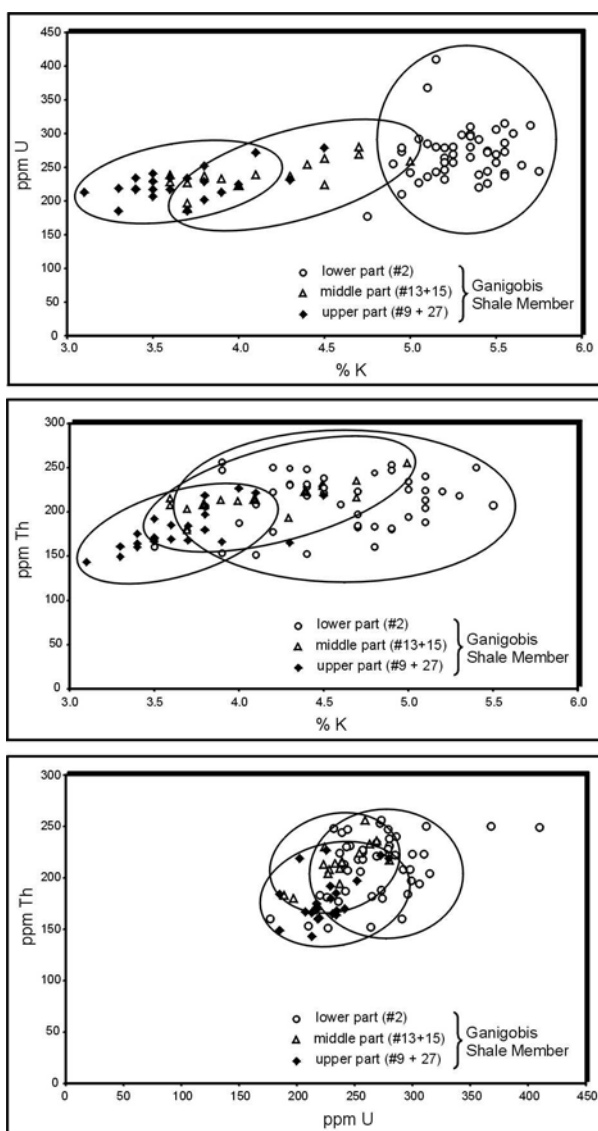 450
400
350
300
250
200
150
100
50
0
ppm U
lower part (#2)
middle part (#13+15)
upper part (#9 + 27)
Ganigobis
Shale Member
3.0 3.5 4.0 4.5 5.0 5.5 6.0
% K
300
250
200
150
100
50
0
ppm Th
lower part (#2)
middle part (#13+15)
upper part (#9 + 27)
Ganigobis
Shale Member
3.0 3.5 4.0 4.5 5.0 5.5 6.0
% K
300
250
200
150
100
50
0
ppm Th
lower part (#2)
middle part (#13+15)
upper part (#9 + 27)
Ganigobis
Shale Member
0 50 100 150 200 250 300 350 400 450
ppm U